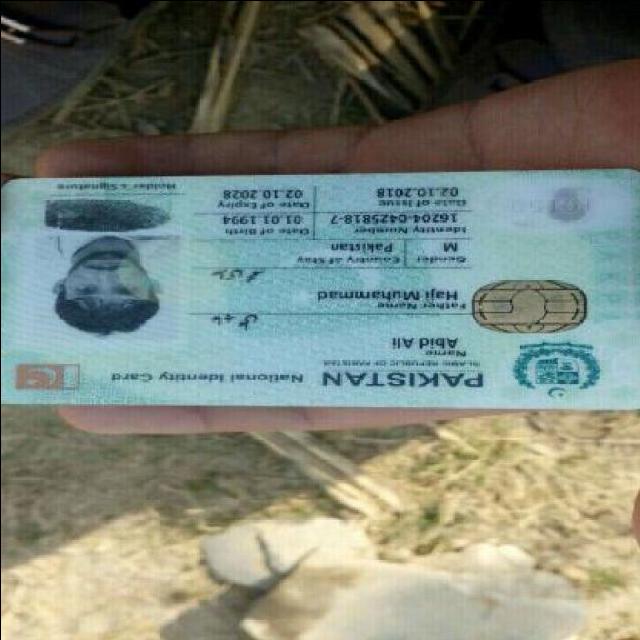 PAKISTAN National Identity Card
ISLAMIC REPUBLIC OF PAKISTAN
Name
Abid Ali
Father Name
Haji Muhammad
Gender Country of Stay
M Pakistan
Identity Number Date of Birth
16204-0425818-7 01.01.1994
Date of Issue Date of Expiry
02.10.2018 02.10.2028
Holder's Signature